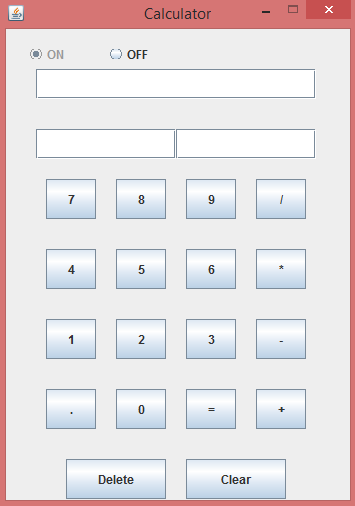 Calculator
ON OFF
7 8 9 /
4 5 6 *
1 2 3 -
. 0 = +
Delete Clear